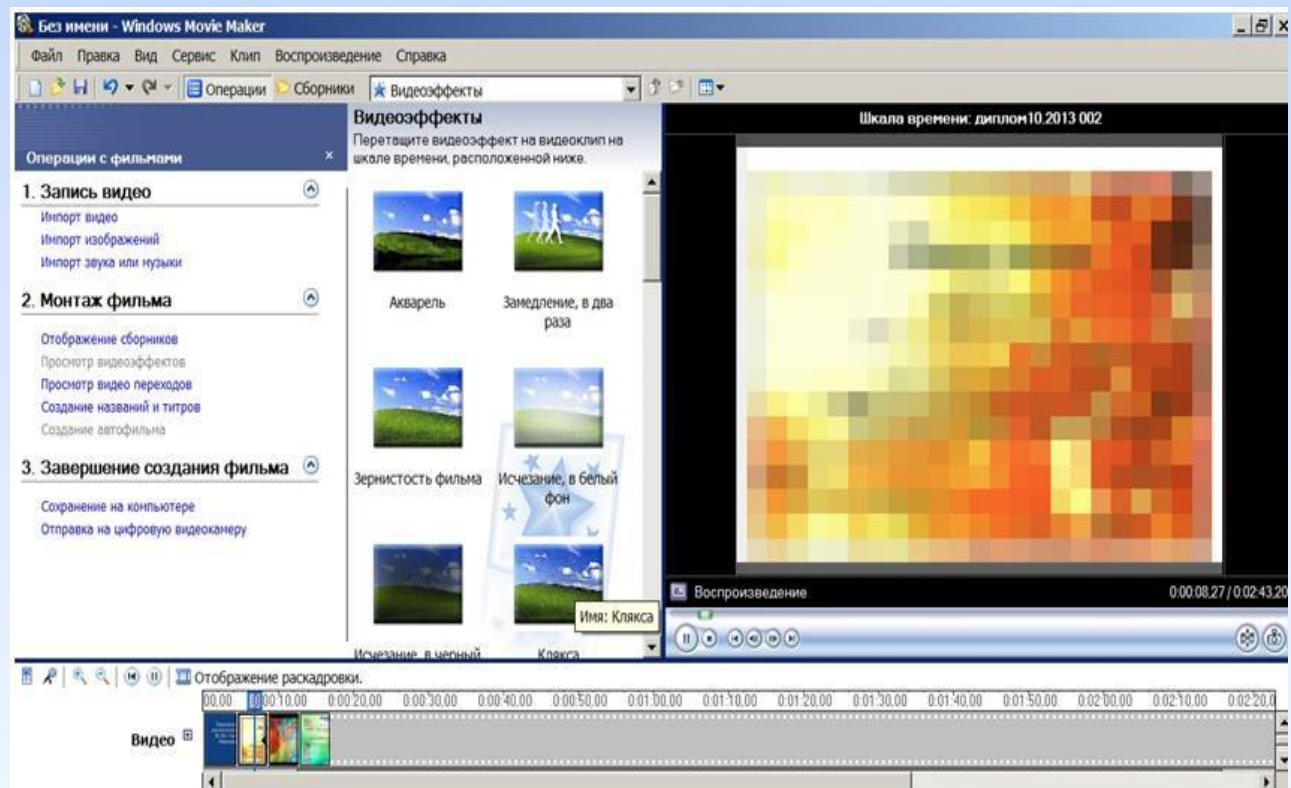 Без имени - Windows Movie Maker
Файл Правка Вид Сервис Клип Воспроизведение Справка
Операции Сборники Видеоэффекты
Операции с фильмами
1. Запись видео
Импорт видео
Импорт изображений
Импорт звука или музыки
2. Монтаж фильма
Отображение сборников
Просмотр видеоэффектов
Просмотр видео переходов
Создание названий и титров
Создание автофильма
3. Завершение создания фильма
Сохранение на компьютере
Отправка на цифровую видеокамеру
Видеоэффекты
Перетащите видеоэффект на видеоклип на
шкале времени, расположенной ниже.
Акварель
Замедление, в два
раза
Зернистость фильма
Исчезание, в белый
фон
Имя: Клякса
Исчезание, в черный
Клякса
Шкала времени: диплом10.2013 002
Воспроизведение 0:00:08,27 / 0:02:43,20
Отображение раскадровки.
00,00 00:10,00 0:00:20,00 0:00:30,00 0:00:40,00 0:00:50,00 0:01:00,00 0:01:10,00 0:01:20,00 0:01:30,00 0:01:40,00 0:01:50,00 0:02:00,00 0:02:10,00 0:02:20,0
Видео